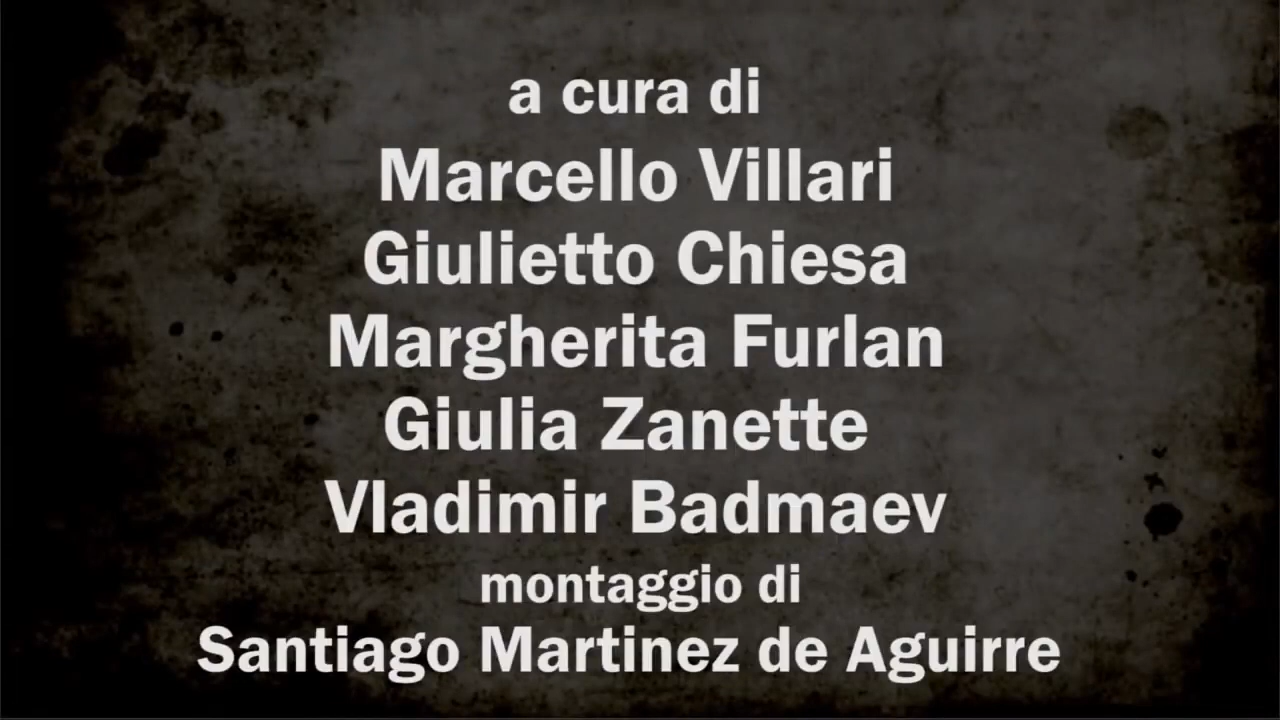 a cura di
Marcello Villari
Giulietto Chiesa
Margherita Furlan
Giulia Zanette
Vladimir Badmaev
montaggio di
Santiago Martinez de Aguirre